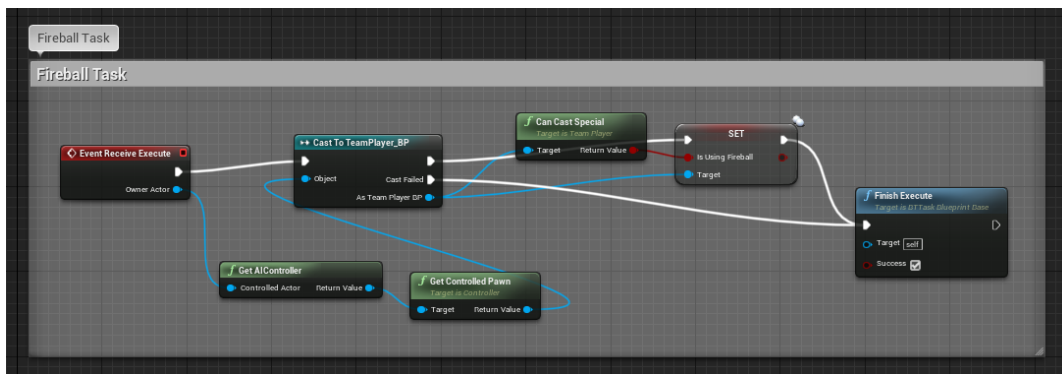 Fireball Task
Fireball Task
Event Receive Execute
Owner Actor
Cast To TeamPlayer_BP
Object
Cast Failed
As Team Player BP
Can Cast Special
Target is Team Player
Target Return Value
SET
Is Using Fireball
Target
Finish Execute
Target is BTTask Blueprint Base
Target self
Success
Get AIController
Controlled Actor Return Value
Get Controlled Pawn
Target is Controller
Target Return Value